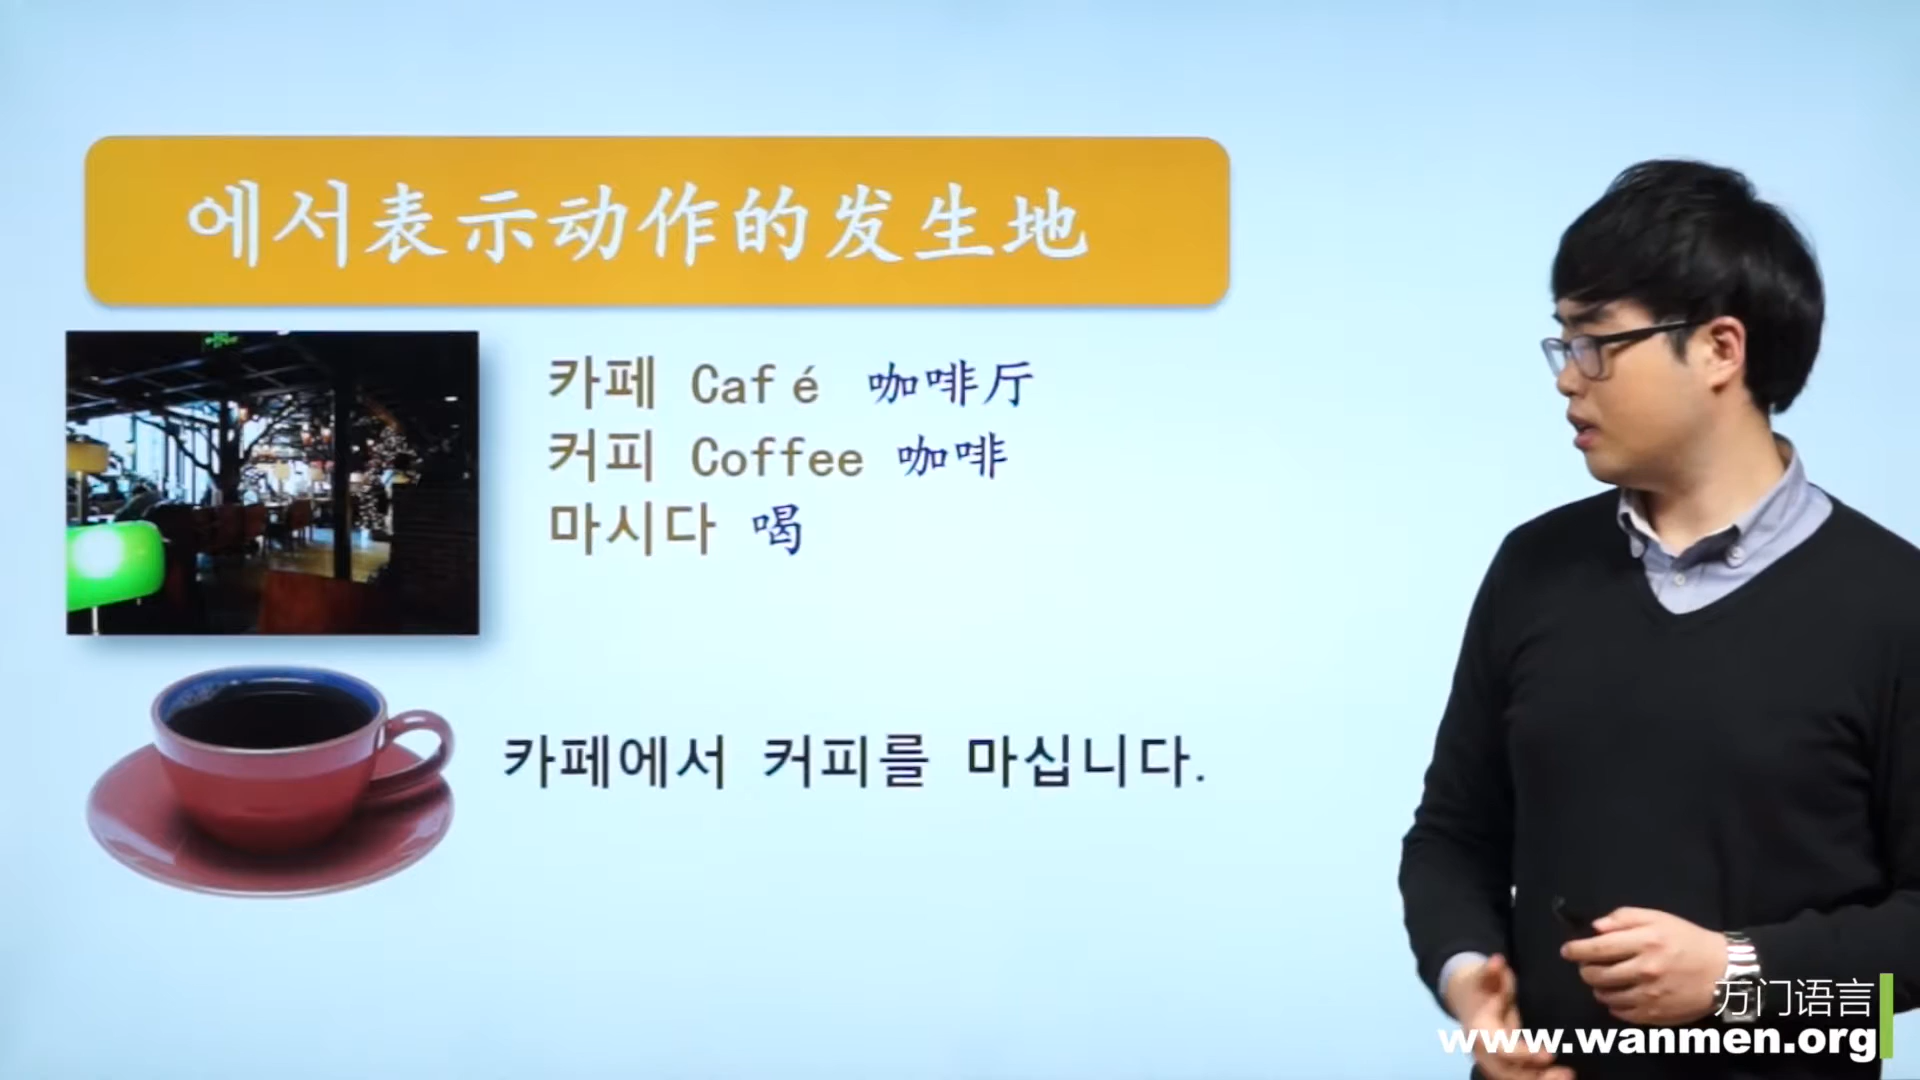 에서表示动作的发生地
카페 Café 咖啡厅
커피 Coffee 咖啡
마시다 喝
카페에서 커피를 마십니다.
万门语言
www.wanmen.org